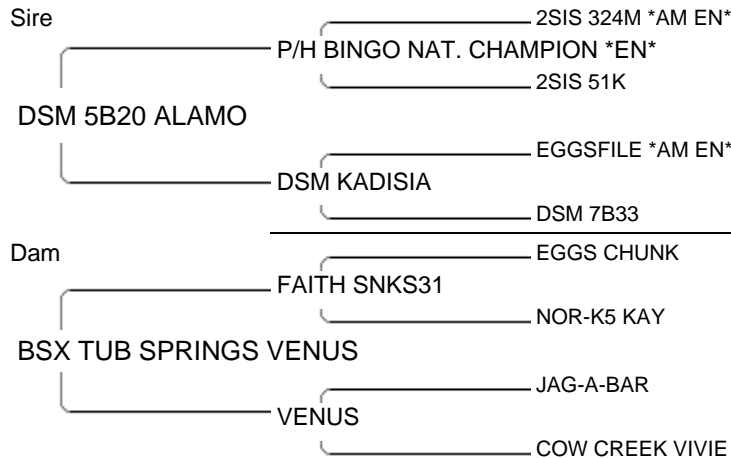 Sire
2SIS 324M *AM EN*
P/H BINGO NAT. CHAMPION *EN*
2SIS 51K
DSM 5B20 ALAMO
EGGSFILE *AM EN*
DSM KADISIA
DSM 7B33
Dam
EGGS CHUNK
FAITH SNKS31
NOR-K5 KAY
BSX TUB SPRINGS VENUS
JAG-A-BAR
VENUS
COW CREEK VIVIE